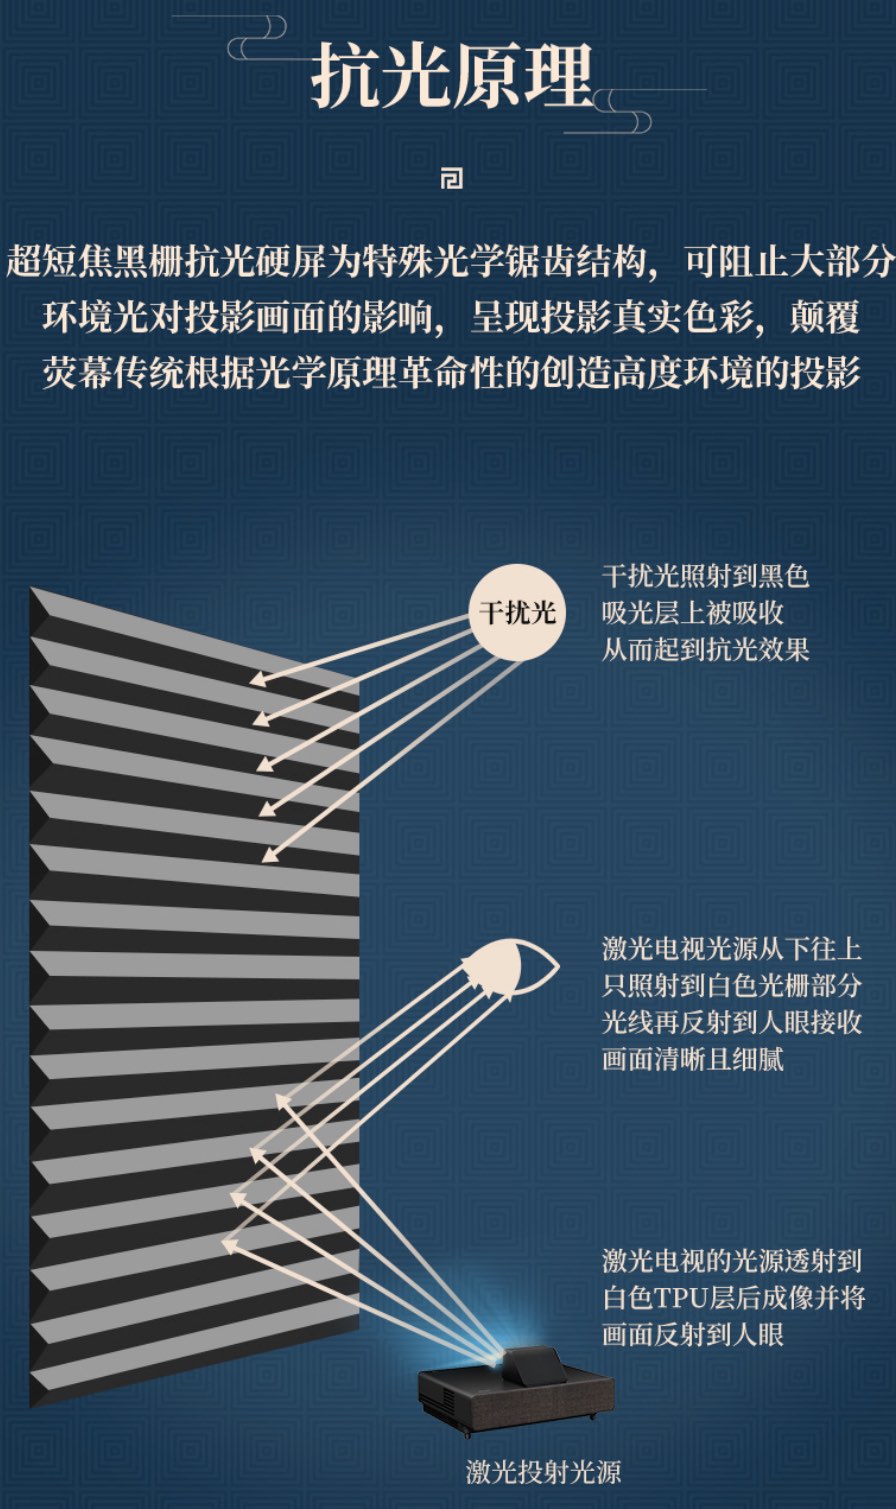 抗光原理
超短焦黑栅抗光硬屏为特殊光学锯齿结构，可阻止大部分
环境光对投影画面的影响，呈现投影真实色彩，颠覆
荧幕传统根据光学原理革命性的创造高度环境的投影
干扰光
干扰光照射到黑色
吸光层上被吸收
从而起到抗光效果
激光电视光源从下往上
只照射到白色光栅部分
光线再反射到人眼接收
画面清晰且细腻
激光电视的光源透射到
白色TPU层后成像并将
画面反射到人眼
激光投射光源